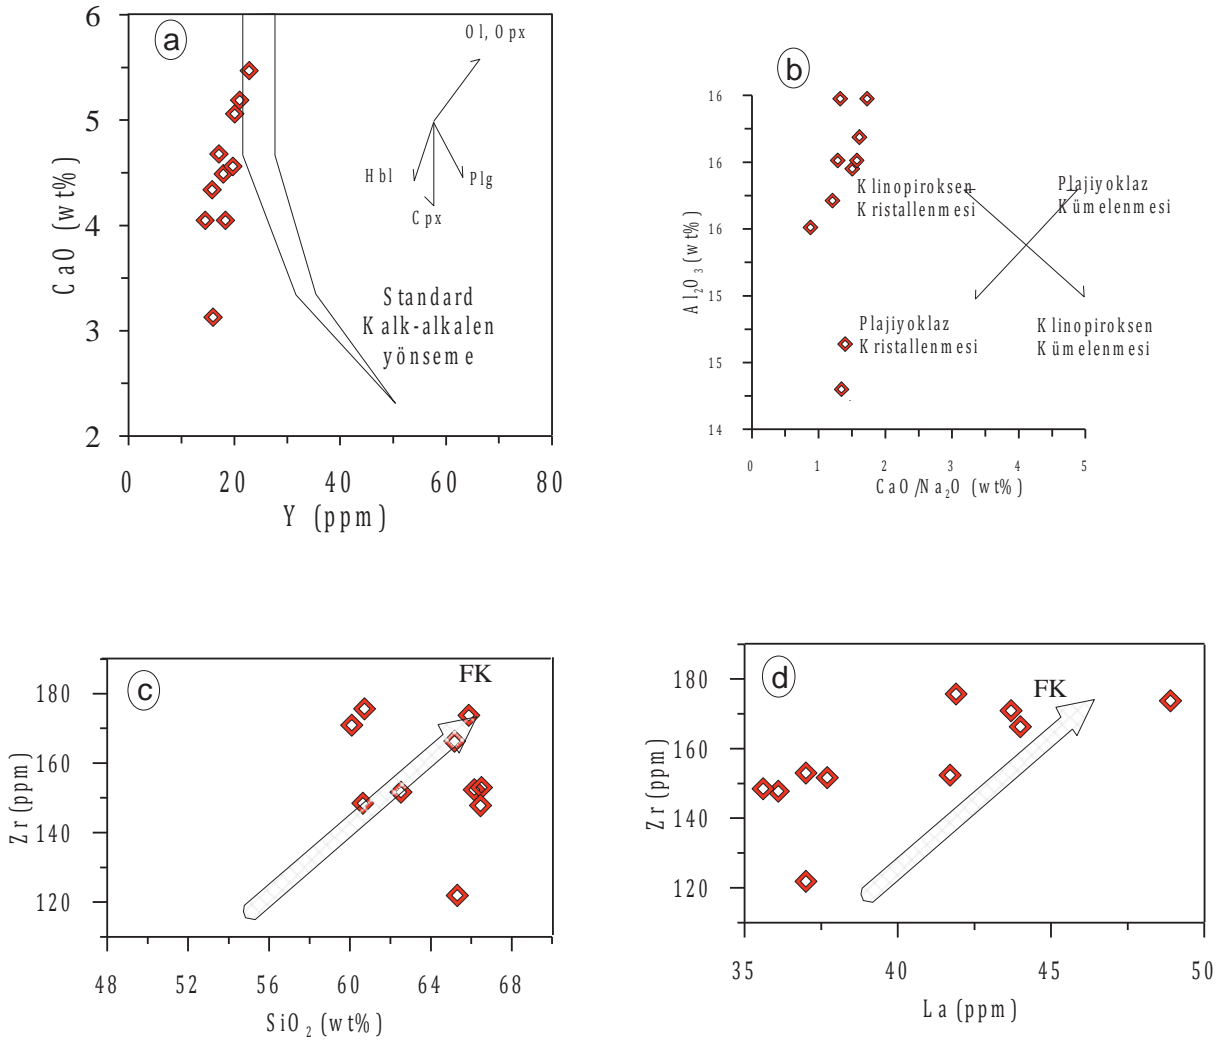 a
6
5
4
3
2
0
20
40
60
80
CaO (wt%)
Y (ppm)
Ol, Opx
Hbl
Plg
Cpx
Standard
Kalk-alkalen
yönseme
b
16
16
16
15
15
14
0
1
2
3
4
5
Al₂O₃ (wt%)
CaO/Na₂O (wt%)
Klinopiroksen
Kristallenmesi
Plajiyoklaz
Kümelenmesi
Plajiyoklaz
Kristallenmesi
Klinopiroksen
Kümelenmesi
c
FK
180
160
140
120
48
52
56
60
64
68
Zr (ppm)
SiO₂ (wt%)
d
FK
180
160
140
120
35
40
45
50
Zr (ppm)
La (ppm)